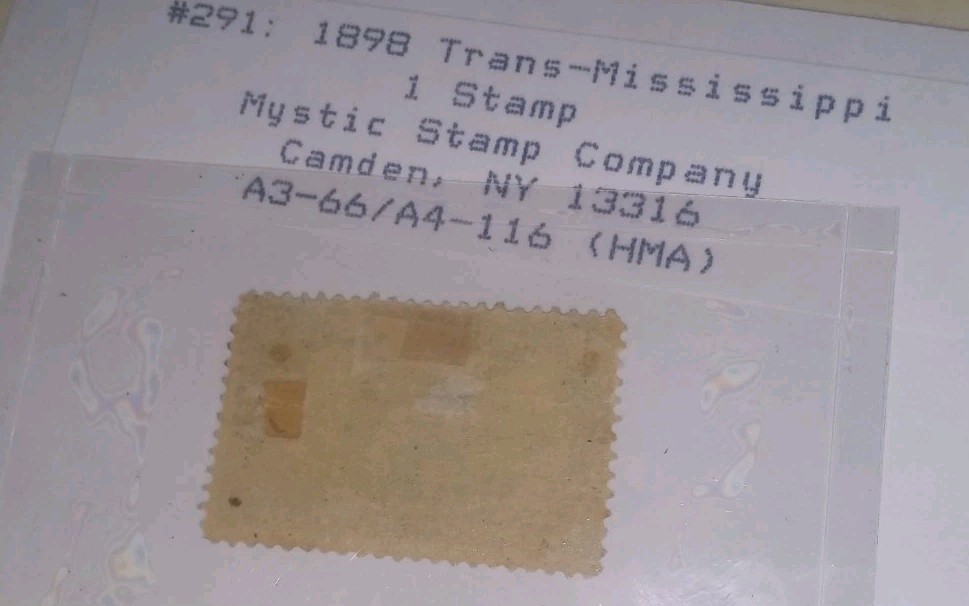 #291: 1898 Trans-Mississippi
1 Stamp
Mystic Stamp Company
Camden, NY 13316
A3-66/A4-116 (HMA)